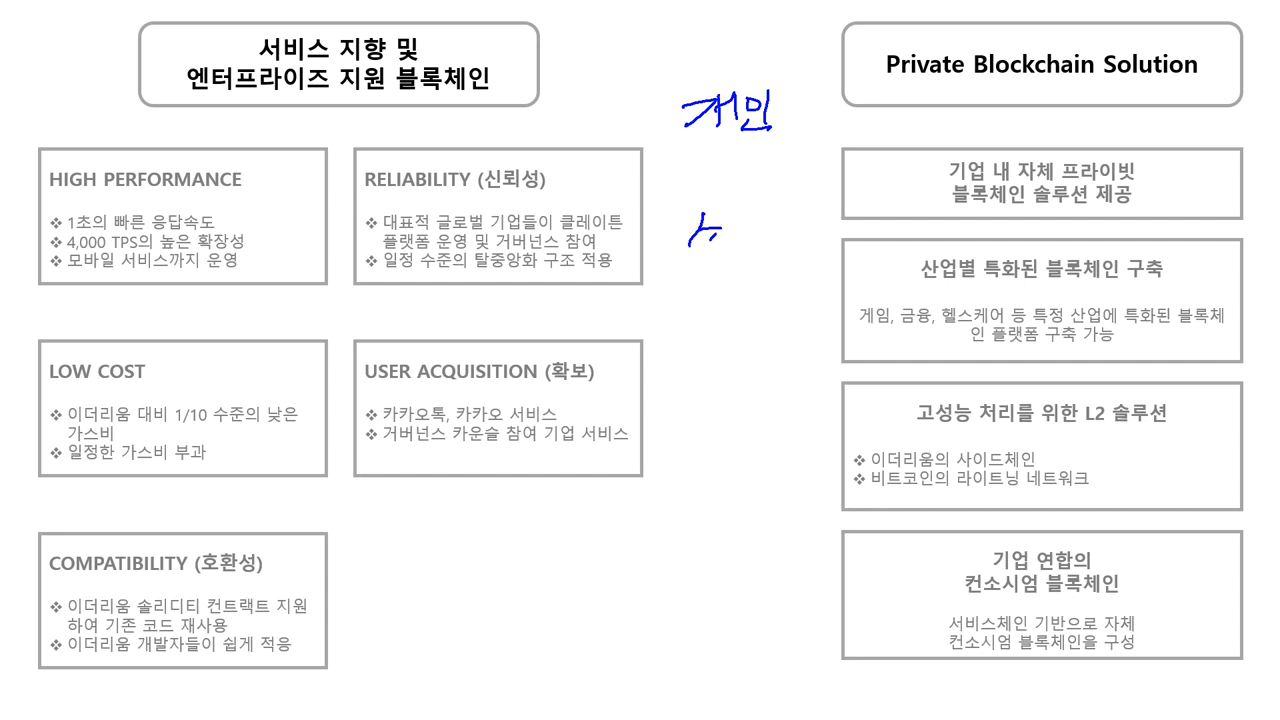 서비스 지향 및
엔터프라이즈 지원 블록체인
HIGH PERFORMANCE
❖ 1초의 빠른 응답속도
❖ 4,000 TPS의 높은 확장성
❖ 모바일 서비스까지 운영
RELIABILITY (신뢰성)
❖ 대표적 글로벌 기업들이 클레이튼
플랫폼 운영 및 거버넌스 참여
❖ 일정 수준의 탈중앙화 구조 적용
LOW COST
❖ 이더리움 대비 1/10 수준의 낮은
가스비
❖ 일정한 가스비 부과
USER ACQUISITION (확보)
❖ 카카오톡, 카카오 서비스
❖ 거버넌스 카운슬 참여 기업 서비스
COMPATIBILITY (호환성)
❖ 이더리움 솔리디티 컨트랙트 지원
하여 기존 코드 재사용
❖ 이더리움 개발자들이 쉽게 적응
개인
Private Blockchain Solution
기업 내 자체 프라이빗
블록체인 솔루션 제공
산업별 특화된 블록체인 구축
게임, 금융, 헬스케어 등 특정 산업에 특화된 블록체
인 플랫폼 구축 가능
고성능 처리를 위한 L2 솔루션
❖ 이더리움의 사이드체인
❖ 비트코인의 라이트닝 네트워크
기업 연합의
컨소시엄 블록체인
서비스체인 기반으로 자체
컨소시엄 블록체인을 구성